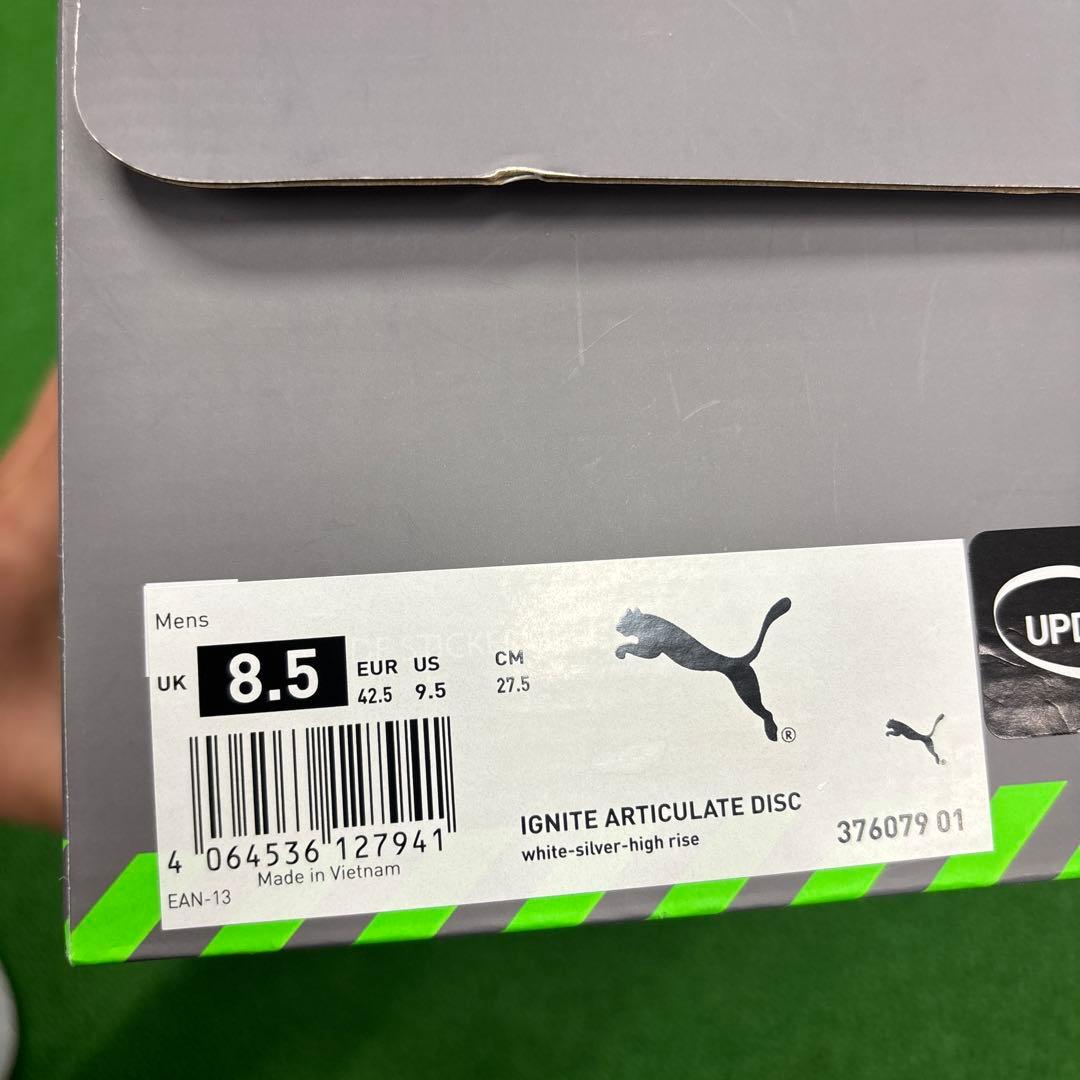 Mens
UK 8.5 EUR US CM
42.5 9.5 27.5
®
IGNITE ARTICULATE DISC
white-silver-high rise
376079 01
4 064536 127941
Made in Vietnam
EAN-13